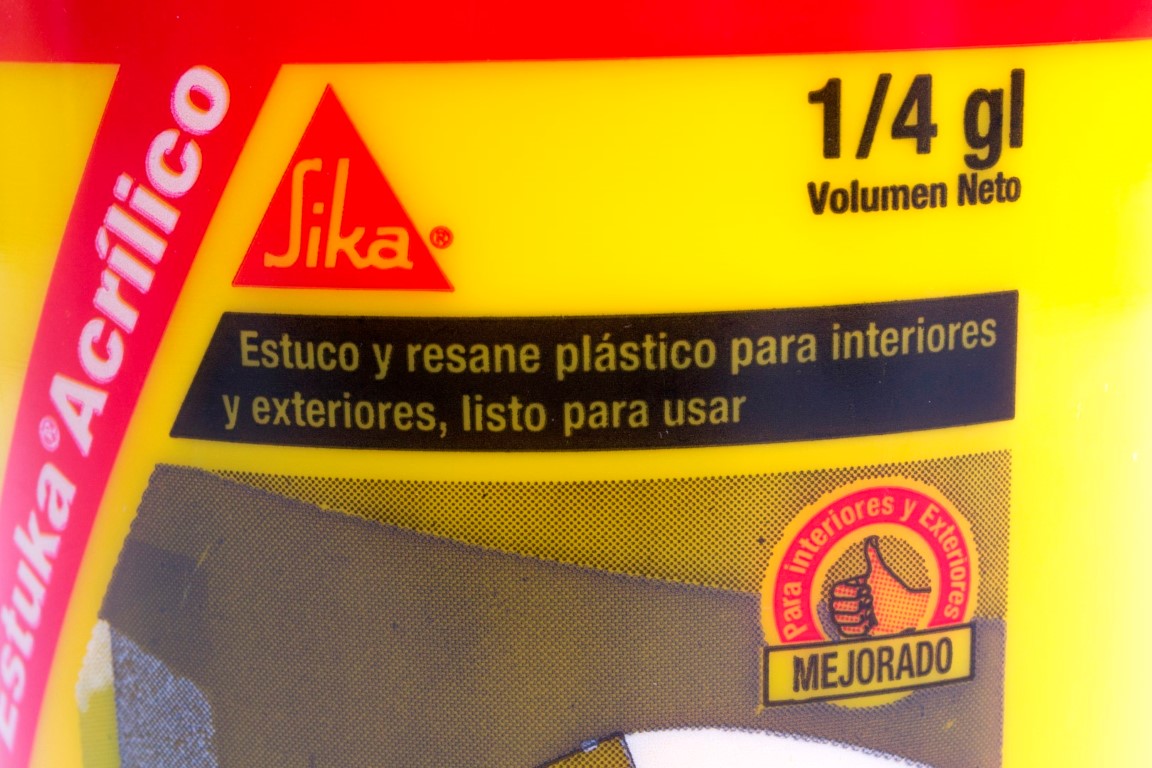 Estuka® Acrílico
Sika®
1/4 gl
Volumen Neto
Estuco y resane plástico para interiores
y exteriores, listo para usar
Para interiores y Exteriores
MEJORADO